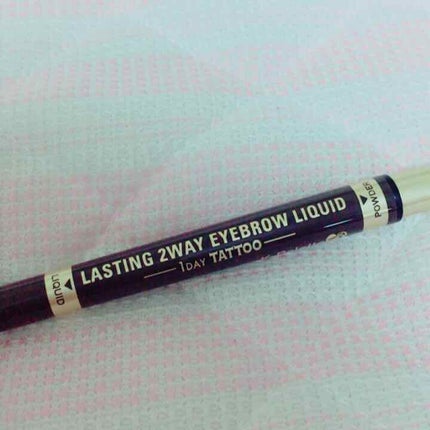 LIQUID
LASTING 2WAY EYEBROW LIQUID
1DAY TATTOO
POWDER